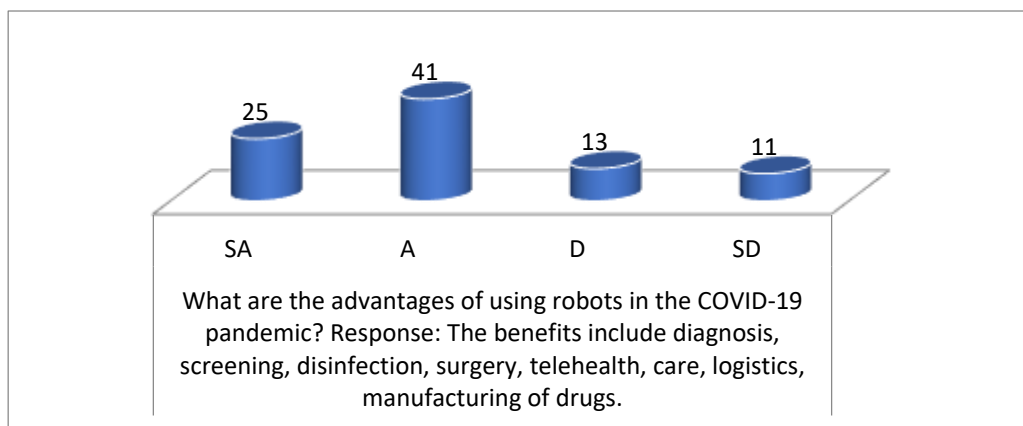 41
25
13
11
SA A D SD
What are the advantages of using robots in the COVID-19
pandemic? Response: The benefits include diagnosis,
screening, disinfection, surgery, telehealth, care, logistics,
manufacturing of drugs.